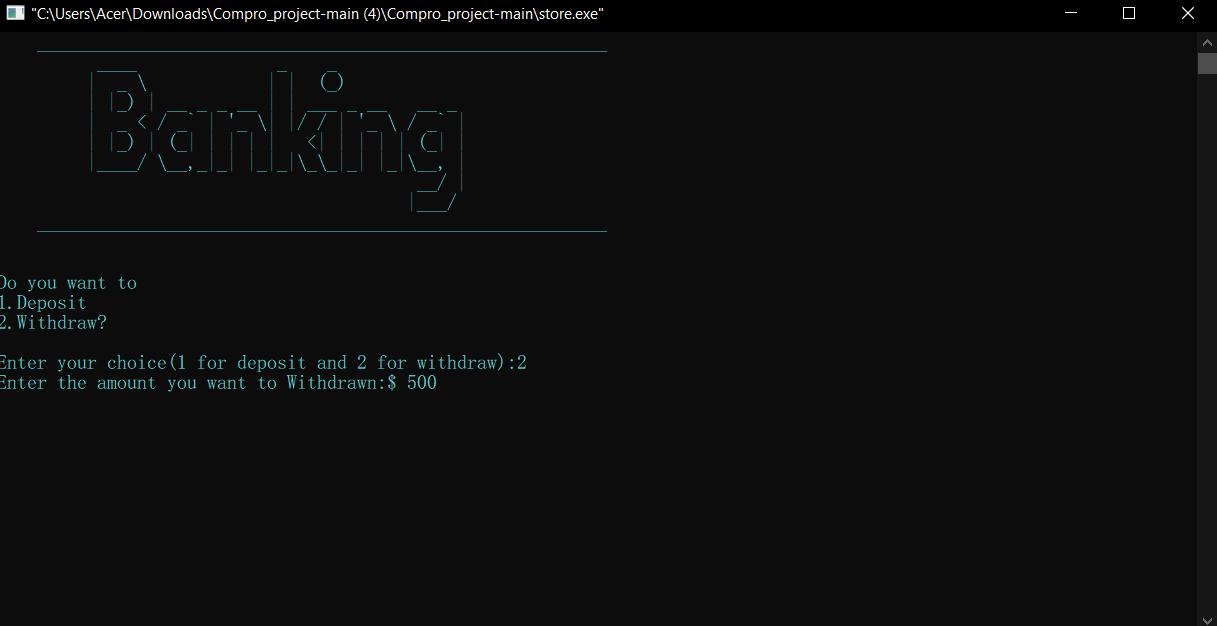 "C:\Users\Acer\Downloads\Compro_project-main (4)\Compro_project-main\store.exe"
Banking
Do you want to
1.Deposit
2.Withdraw?
Enter your choice(1 for deposit and 2 for withdraw):2
Enter the amount you want to Withdrawn:$ 500